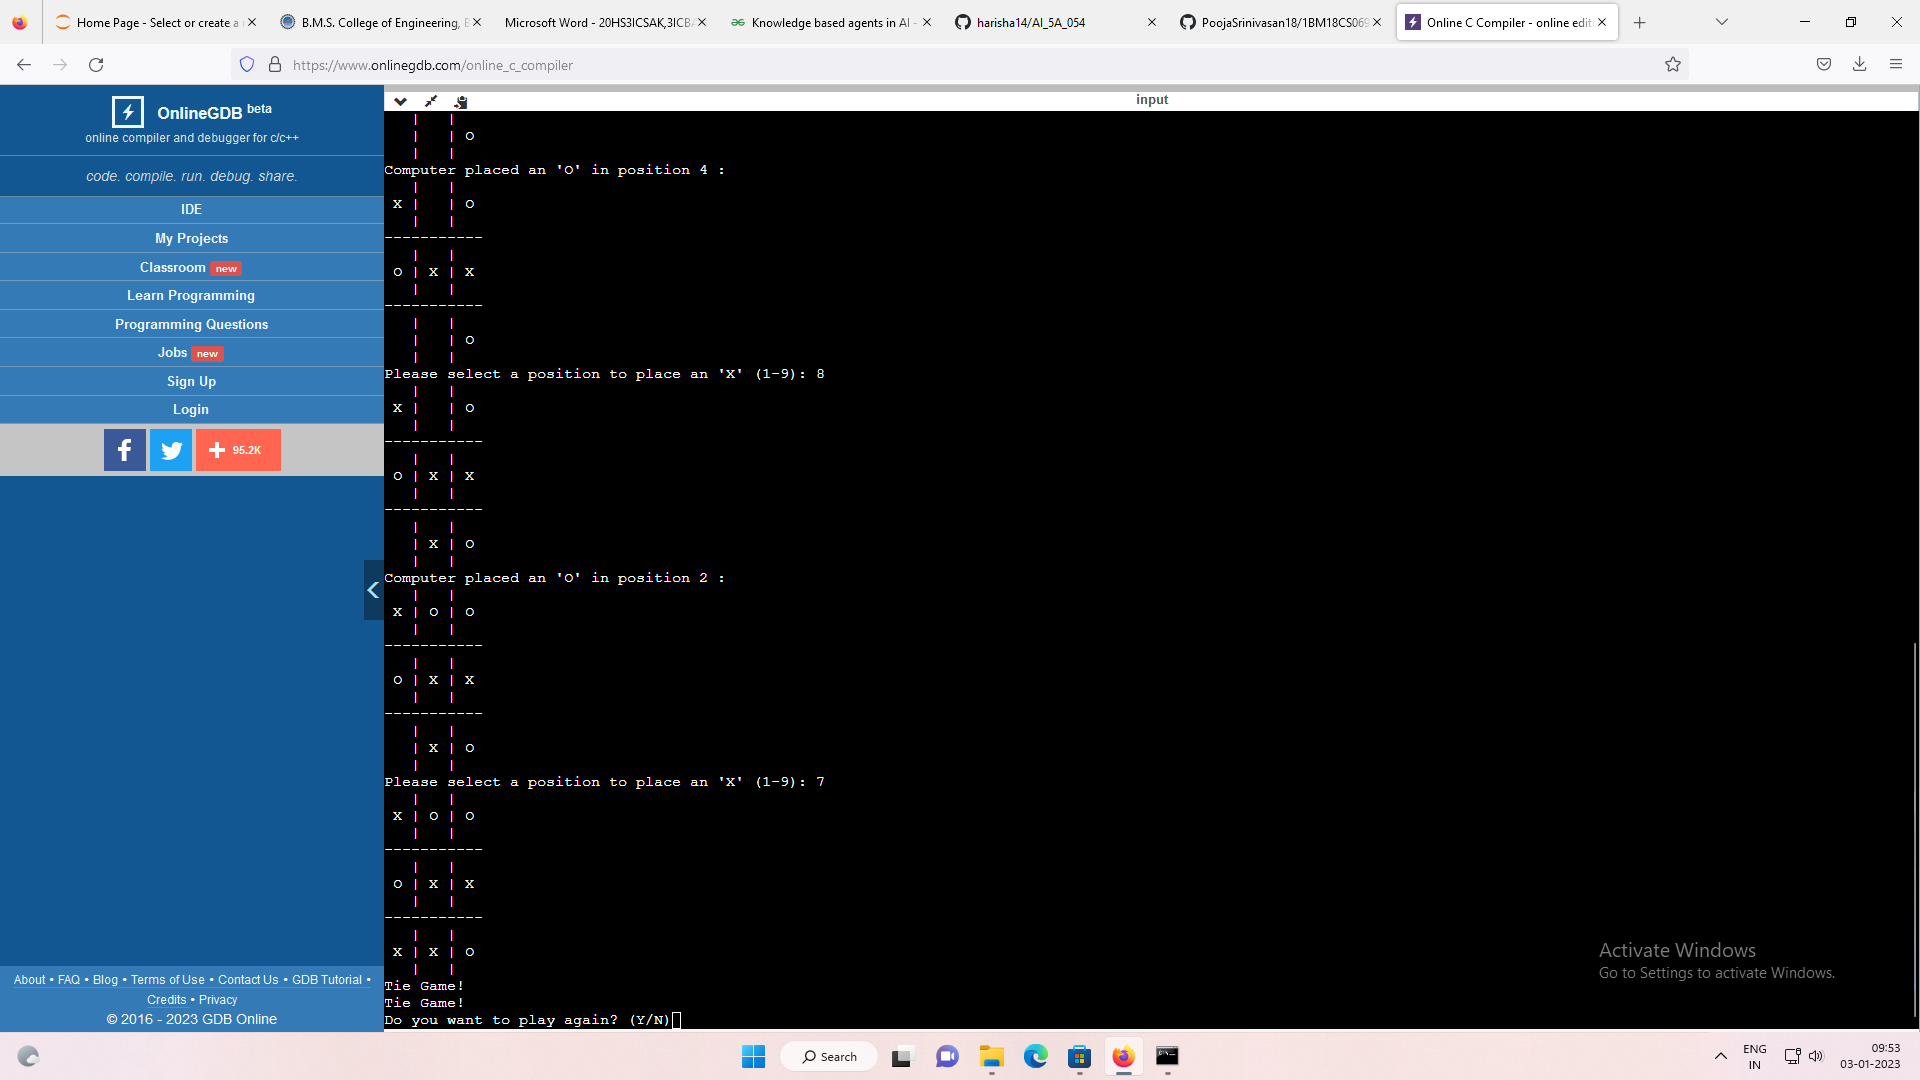 Home Page - Select or create a
B.M.S. College of Engineering, B
Microsoft Word - 20HS3ICSAK,3ICBA
Knowledge based agents in AI -
harisha14/AI_5A_054
PoojaSrinivasan18/1BM18CS069
Online C Compiler - online edit
https://www.onlinegdb.com/online_c_compiler
OnlineGDB beta
online compiler and debugger for c/c++
code. compile. run. debug. share.
IDE
My Projects
Classroom new
Learn Programming
Programming Questions
Jobs new
Sign Up
Login
f
95.2K
About • FAQ • Blog • Terms of Use • Contact Us • GDB Tutorial •
Credits • Privacy
© 2016 - 2023 GDB Online
input
  |   |
  |   | O
  |   |
Computer placed an 'O' in position 4 :
  |   |
X |   | O
  |   |
-----------
  |   |
O | X | X
  |   |
-----------
  |   |
  |   | O
  |   |
Please select a position to place an 'X' (1-9): 8
  |   |
X |   | O
  |   |
-----------
  |   |
O | X | X
  |   |
-----------
  |   |
  | X | O
  |   |
Computer placed an 'O' in position 2 :
  |   |
X | O | O
  |   |
-----------
  |   |
O | X | X
  |   |
-----------
  |   |
  | X | O
  |   |
Please select a position to place an 'X' (1-9): 7
  |   |
X | O | O
  |   |
-----------
  |   |
O | X | X
  |   |
-----------
  |   |
X | X | O
  |   |
Tie Game!
Tie Game!
Do you want to play again? (Y/N)
Activate Windows
Go to Settings to activate Windows.
Search
ENG
IN
09:53
03-01-2023